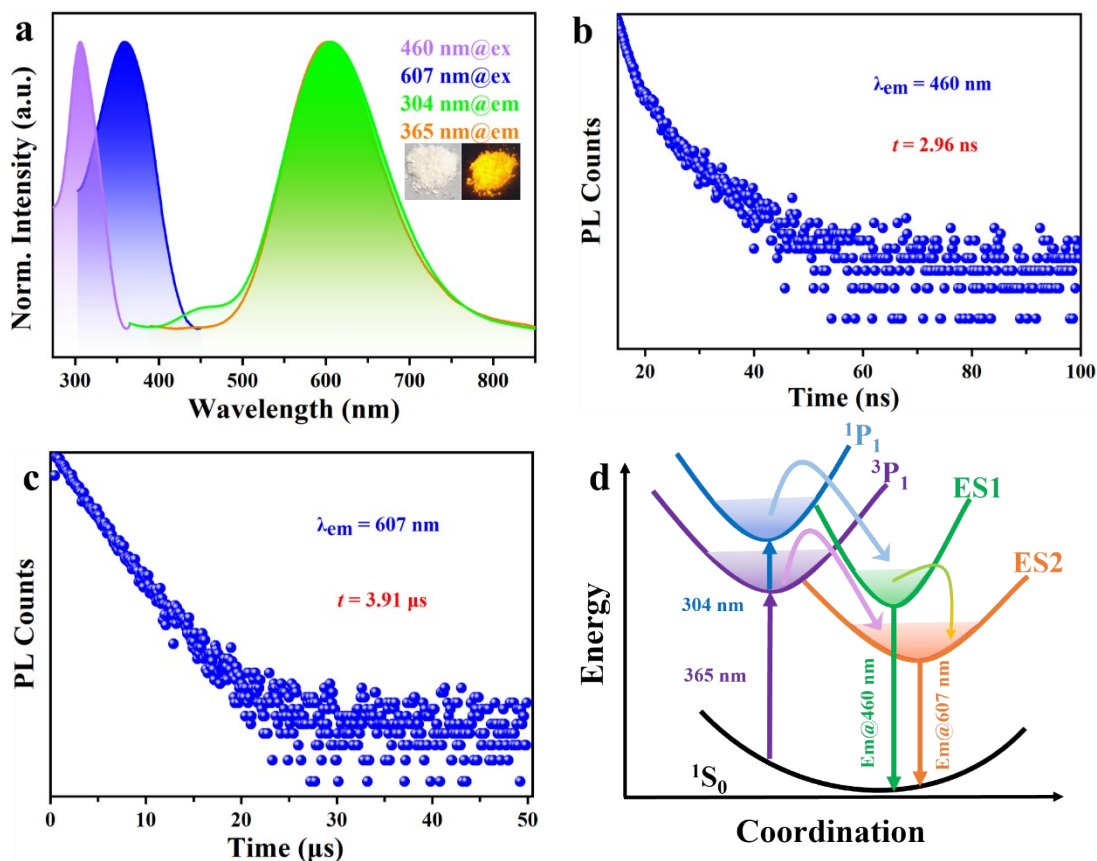 a
460 nm@ex
607 nm@ex
304 nm@em
365 nm@em
Norm. Intensity (a.u.)
300 400 500 600 700 800
Wavelength (nm)
b
λem = 460 nm
t = 2.96 ns
PL Counts
20 40 60 80 100
Time (ns)
c
λem = 607 nm
t = 3.91 μs
PL Counts
0 10 20 30 40 50
Time (μs)
d
¹P₁
³P₁
ES1
ES2
304 nm
365 nm
Em@460 nm
Em@607 nm
¹S₀
Energy
Coordination